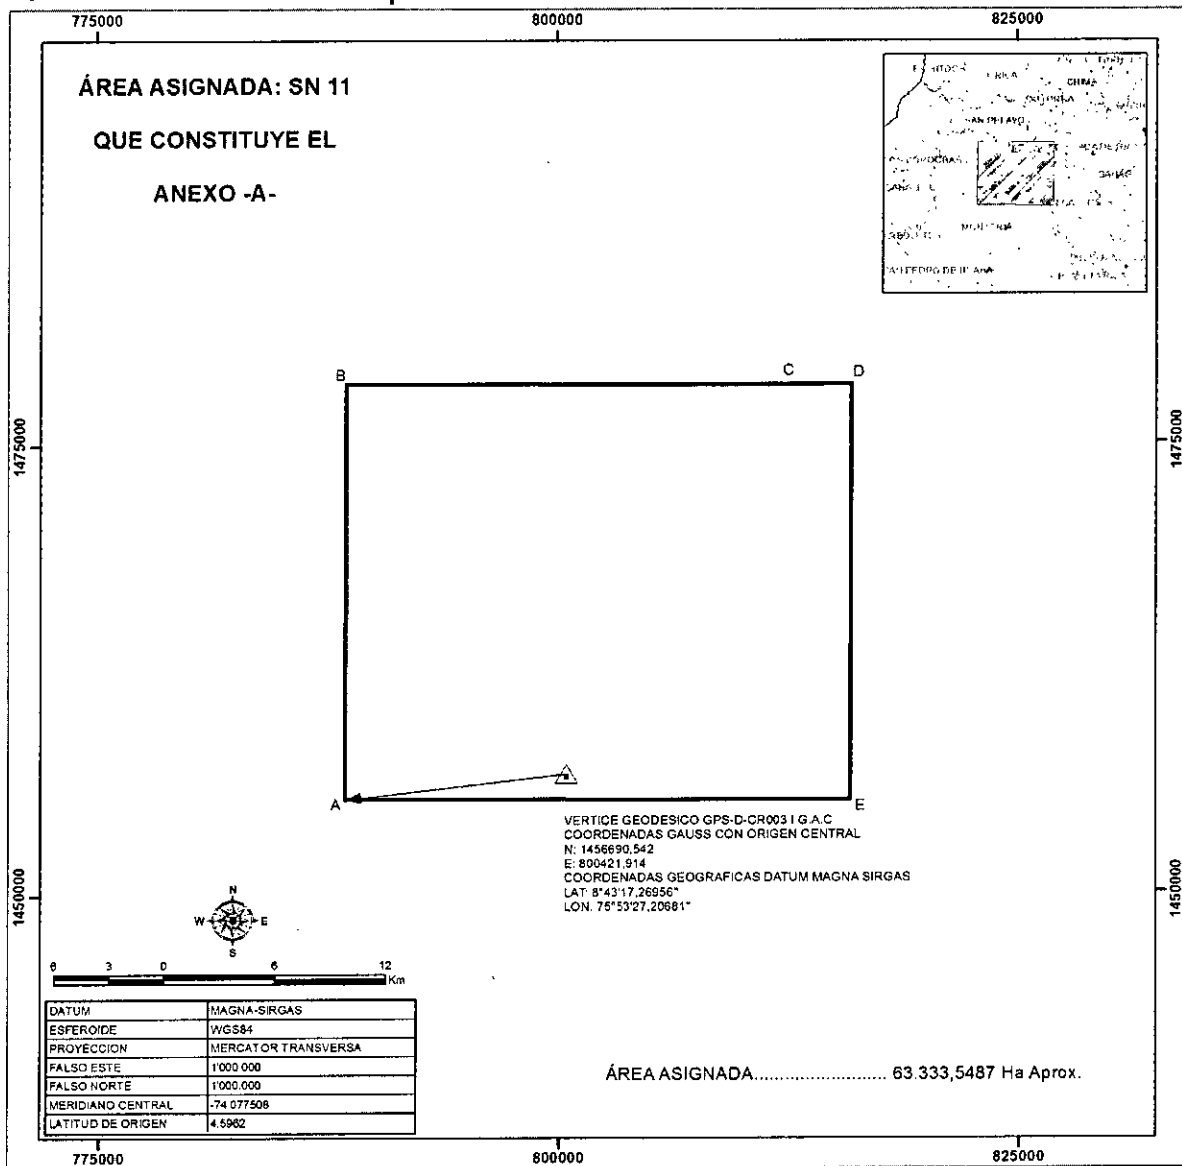 775000
800000
825000
ÁREA ASIGNADA: SN 11
QUE CONSTITUYE EL
ANEXO -A-
CHIMA
SAN PELAYO
B
C
D
1475000
1475000
A
E
VERTICE GEODESICO GPS-D-CR003 I G.A.C
COORDENADAS GAUSS CON ORIGEN CENTRAL
N: 1456690,542
E: 800421,914
COORDENADAS GEOGRAFICAS DATUM MAGNA SIRGAS
LAT: 8°43'17,26956"
LON. 75°53'27,20681"
1450000
1450000
N
W
E
S
6 3 0 6 12
Km
DATUM MAGNA-SIRGAS
ESFEROIDE WGS84
PROYECCION MERCATOR TRANSVERSA
FALSO ESTE 1'000 000
FALSO NORTE 1'000.000
MERIDIANO CENTRAL -74 077508
LATITUD DE ORIGEN 4.5962
ÁREA ASIGNADA........................ 63.333,5487 Ha Aprox.
775000
800000
825000